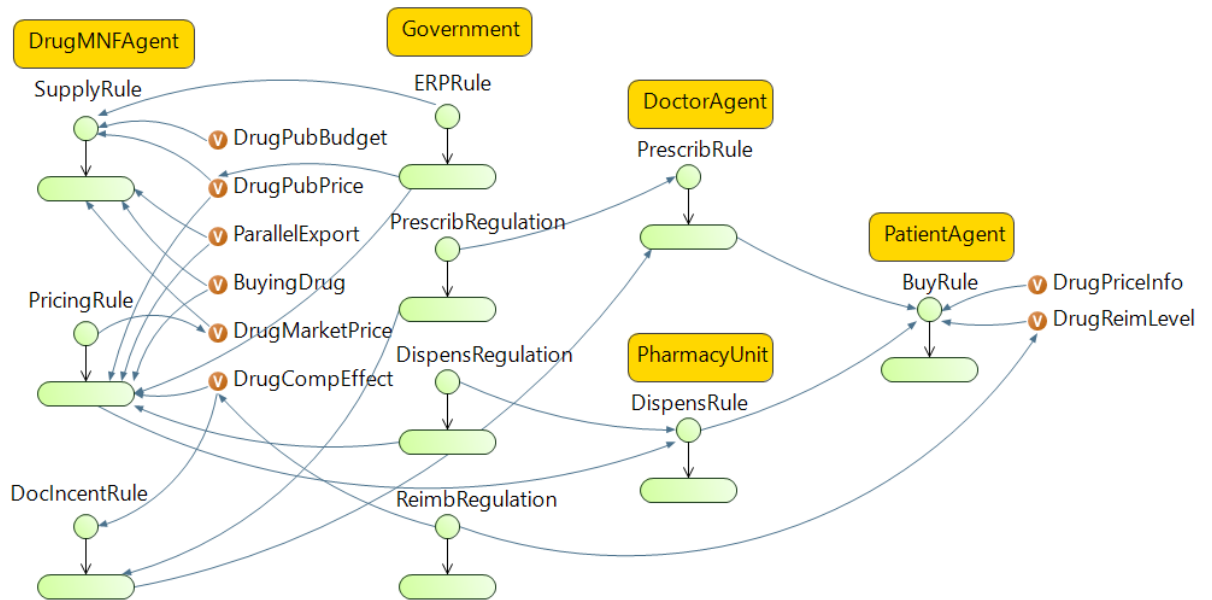 DrugMNFAgent
Government
SupplyRule
ERPRule
DoctorAgent
V DrugPubBudget
PrescribRule
V DrugPubPrice
PrescribRegulation
V ParallelExport
PatientAgent
V BuyingDrug
BuyRule
V DrugPriceInfo
PricingRule
V DrugMarketPrice
V DrugReimLevel
DispensRegulation
PharmacyUnit
V DrugCompEffect
DispensRule
DocIncentRule
ReimbRegulation